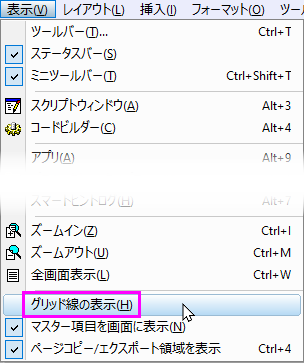 表示(V) レイアウト(L) 挿入(I) フォーマット(O) ツー
ツールバー(T)... Ctrl+T
ステータスバー(S)
ミニツールバー(T) Ctrl+Shift+T
スクリプトウィンドウ(A) Alt+3
コードビルダー(C) Alt+4
アプリ(A) Alt+9
スマートヒントログ(H) Alt+7
ズームイン(Z) Ctrl+I
ズームアウト(U) Ctrl+M
全画面表示(L) Ctrl+W
グリッド線の表示(H)
マスター項目を画面に表示(N)
ページコピー/エクスポート領域を表示 Ctrl+4